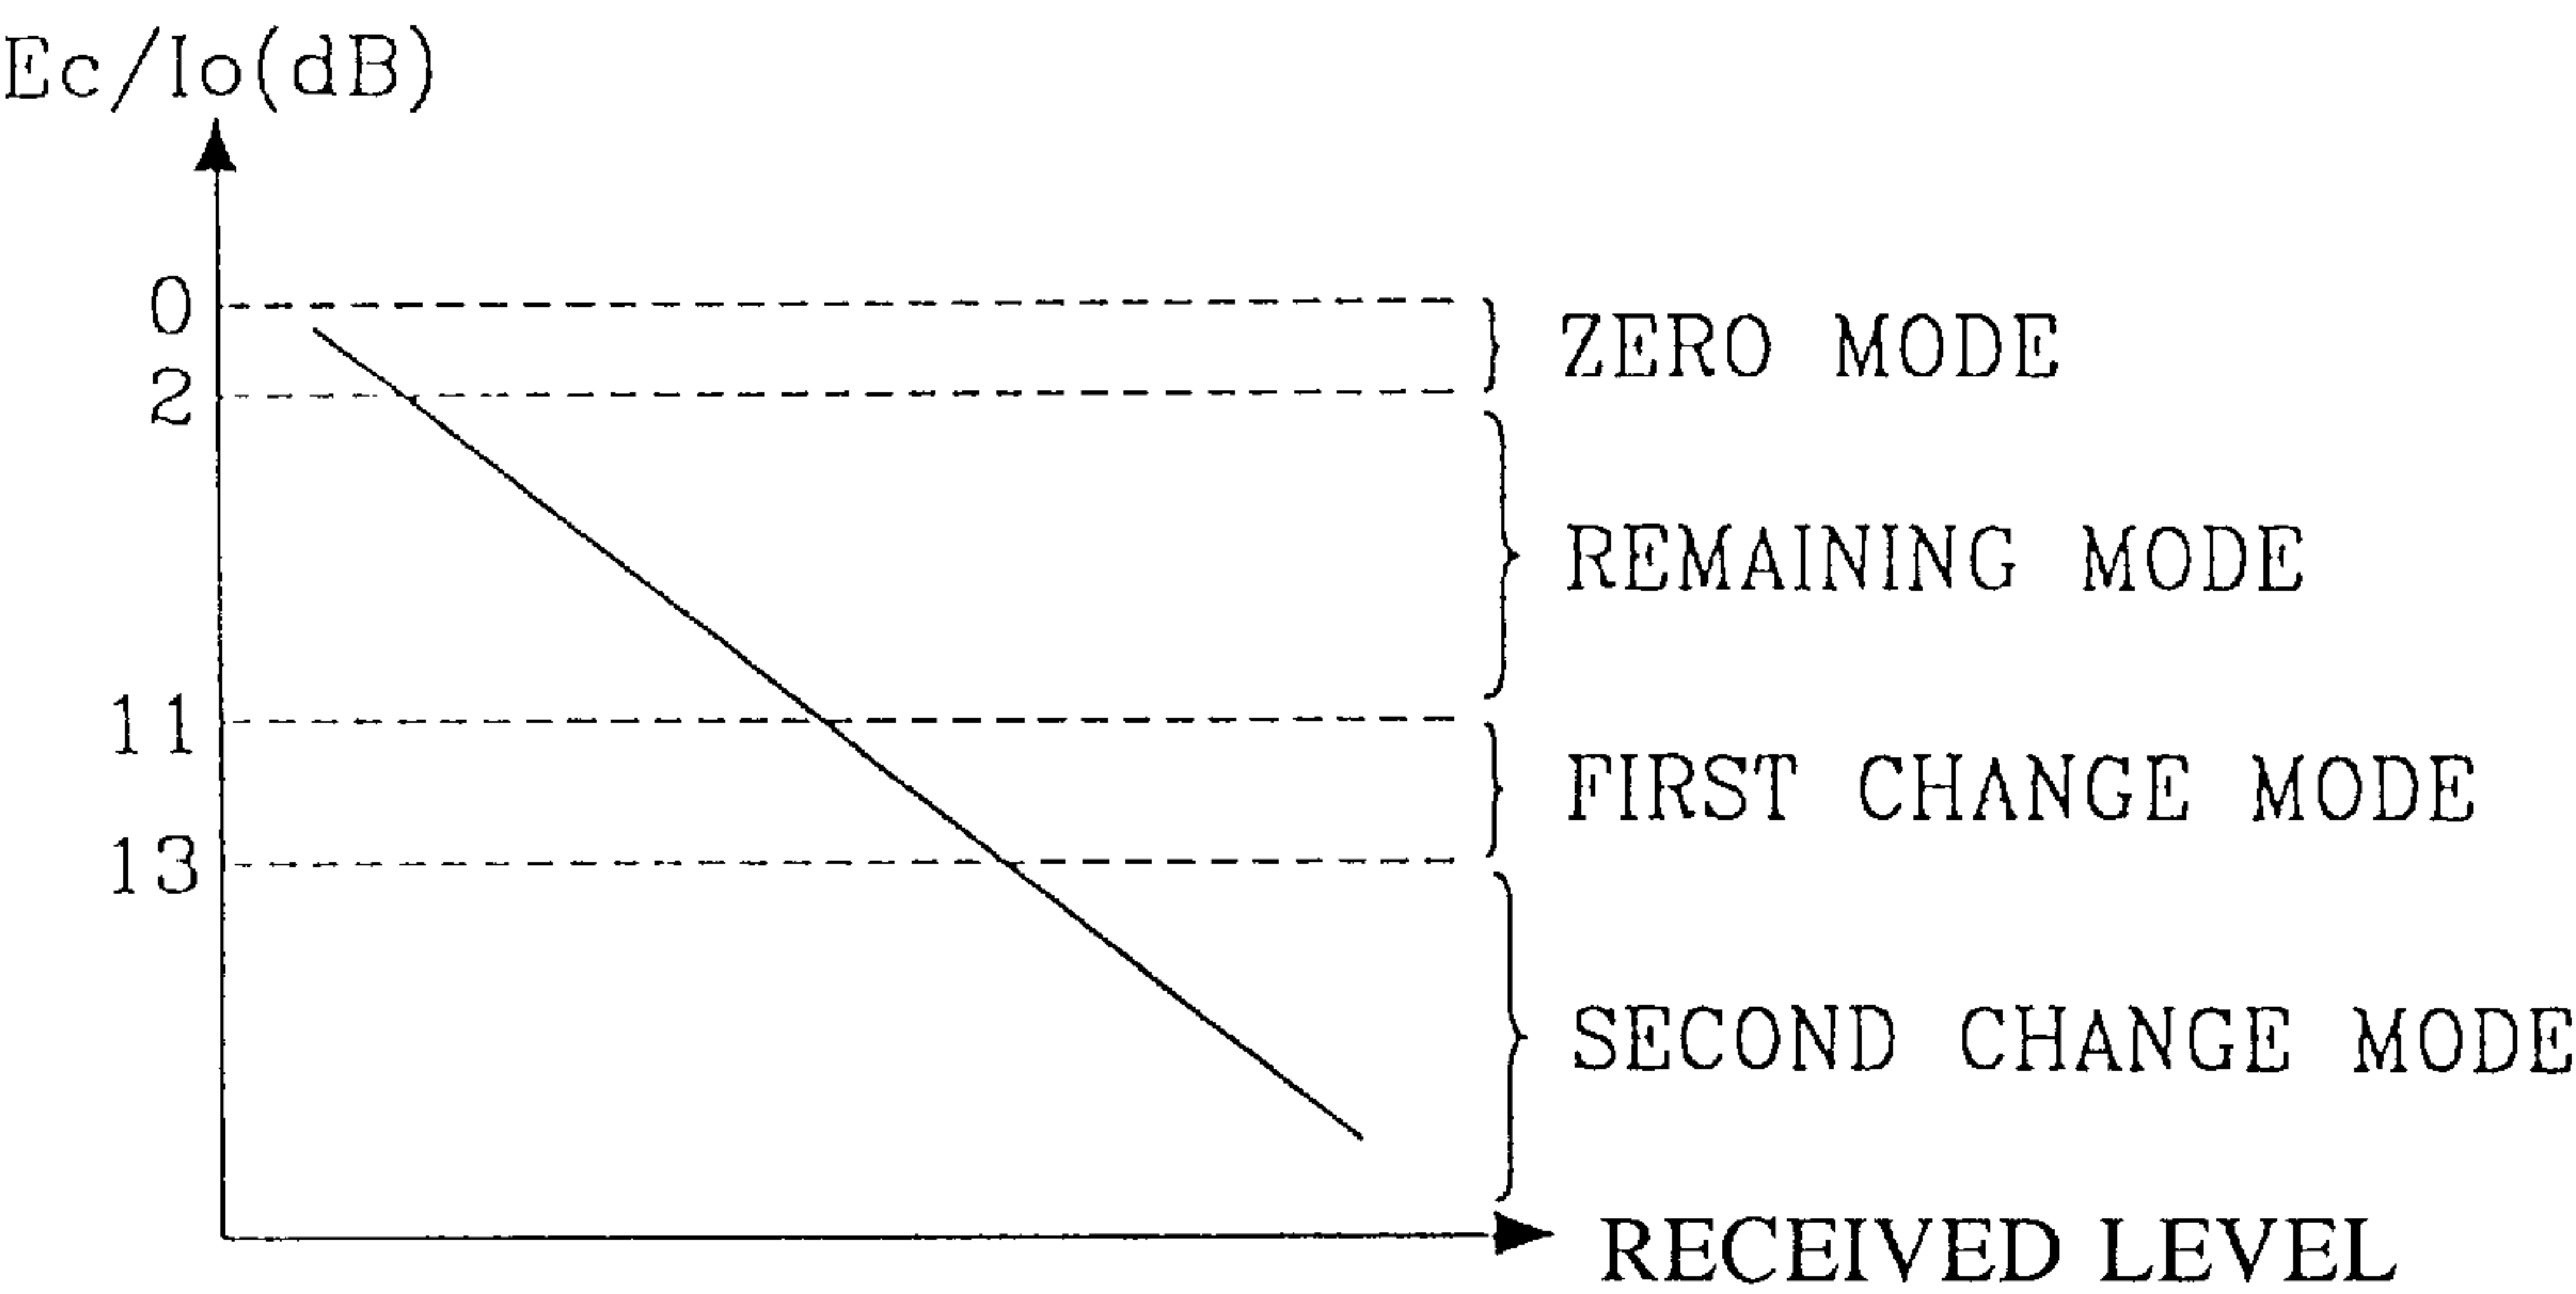 Ec/Io(dB)
0
ZERO MODE
2
REMAINING MODE
11
FIRST CHANGE MODE
13
SECOND CHANGE MODE
RECEIVED LEVEL